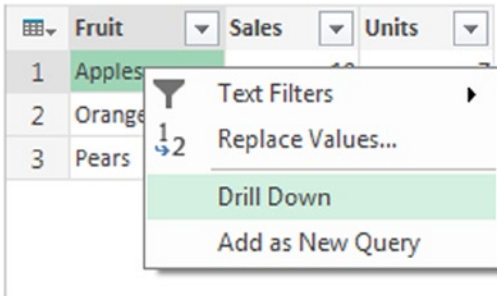 Fruit Sales Units
1 Apples
2 Orange
3 Pears
Text Filters
Replace Values...
Drill Down
Add as New Query